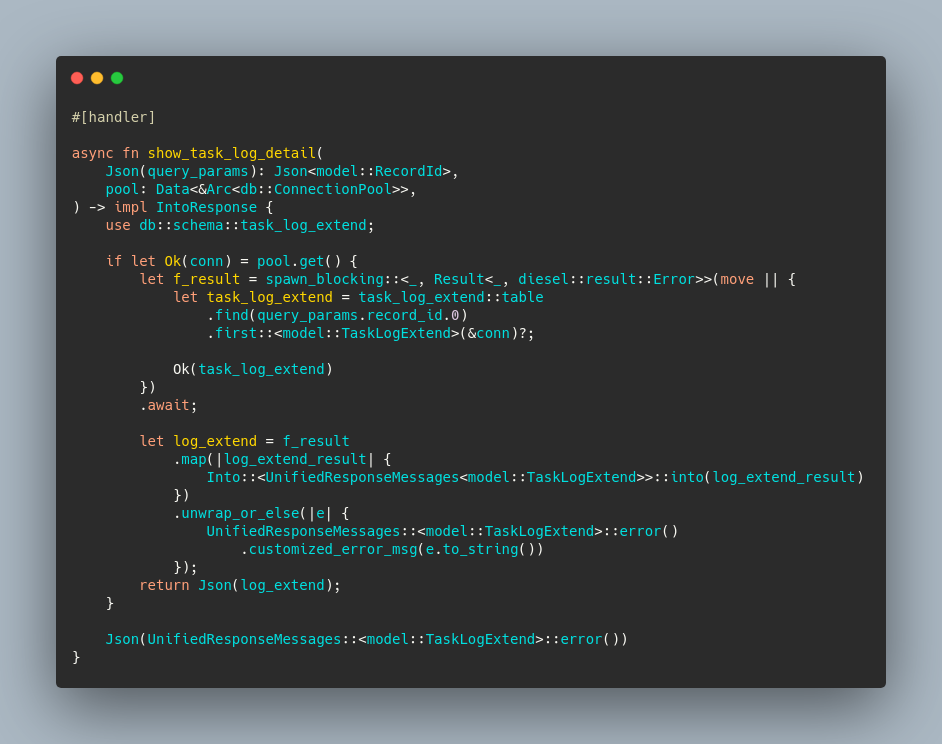 #[handler]

async fn show_task_log_detail(
    Json(query_params): Json<model::RecordId>,
    pool: Data<&Arc<db::ConnectionPool>>,
) -> impl IntoResponse {
    use db::schema::task_log_extend;

    if let Ok(conn) = pool.get() {
        let f_result = spawn_blocking::<_, Result<_, diesel::result::Error>>(move || {
            let task_log_extend = task_log_extend::table
                .find(query_params.record_id.0)
                .first::<model::TaskLogExtend>(&conn)?;

            Ok(task_log_extend)
        })
        .await;

        let log_extend = f_result
            .map(|log_extend_result| {
                Into::<UnifiedResponseMessages<model::TaskLogExtend>>::into(log_extend_result)
            })
            .unwrap_or_else(|e| {
                UnifiedResponseMessages::<model::TaskLogExtend>::error()
                    .customized_error_msg(e.to_string())
            });
        return Json(log_extend);
    }

    Json(UnifiedResponseMessages::<model::TaskLogExtend>::error())
}